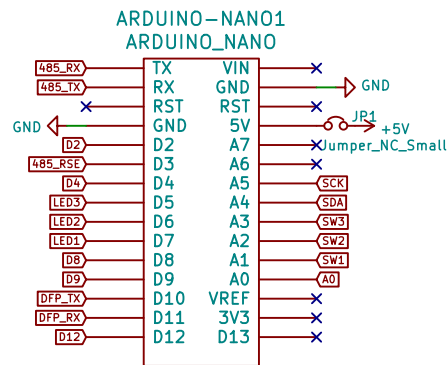 ARDUINO-NANO1
ARDUINO_NANO
485_RX TX VIN
485_TX RX GND GND
RST RST JP1
GND GND 5V +5V
D2 D2 A7 Jumper_NC_Small
485_RSE D3 A6
D4 D4 A5 SCK
LED3 D5 A4 SDA
LED2 D6 A3 SW3
LED1 D7 A2 SW2
D8 D8 A1 SW1
D9 D9 A0 A0
DFP_TX D10 VREF
DFP_RX D11 3V3
D12 D12 D13